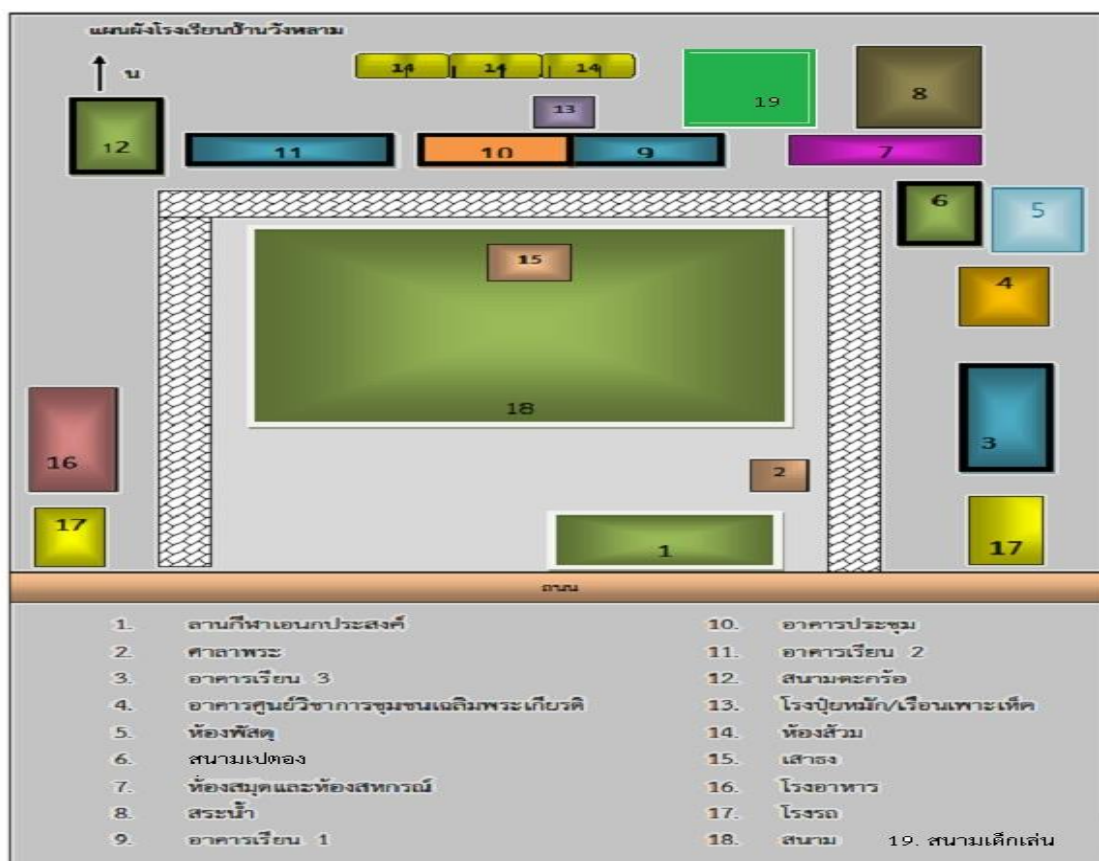 แผนผังโรงเรียนบ้านวังหลาม
น
14 14 14
13
19
8
12
11
10
9
7
6
5
15
4
18
3
16
2
17
1
17
ถนน
1. ลานกีฬาเอนกประสงค์
2. ศาลาพระ
3. อาคารเรียน 3
4. อาคารศูนย์วิชาการชุมชนเฉลิมพระเกียรติ
5. ห้องพัสดุ
6. สนามเปตอง
7. ห้องสมุดและห้องสหกรณ์
8. สระน้ำ
9. อาคารเรียน 1
10. อาคารประชุม
11. อาคารเรียน 2
12. สนามตะกร้อ
13. โรงปุ๋ยหมัก/เรือนเพาะเห็ด
14. ห้องส้วม
15. เสาธง
16. โรงอาหาร
17. โรงรถ
18. สนาม 19. สนามเด็กเล่น